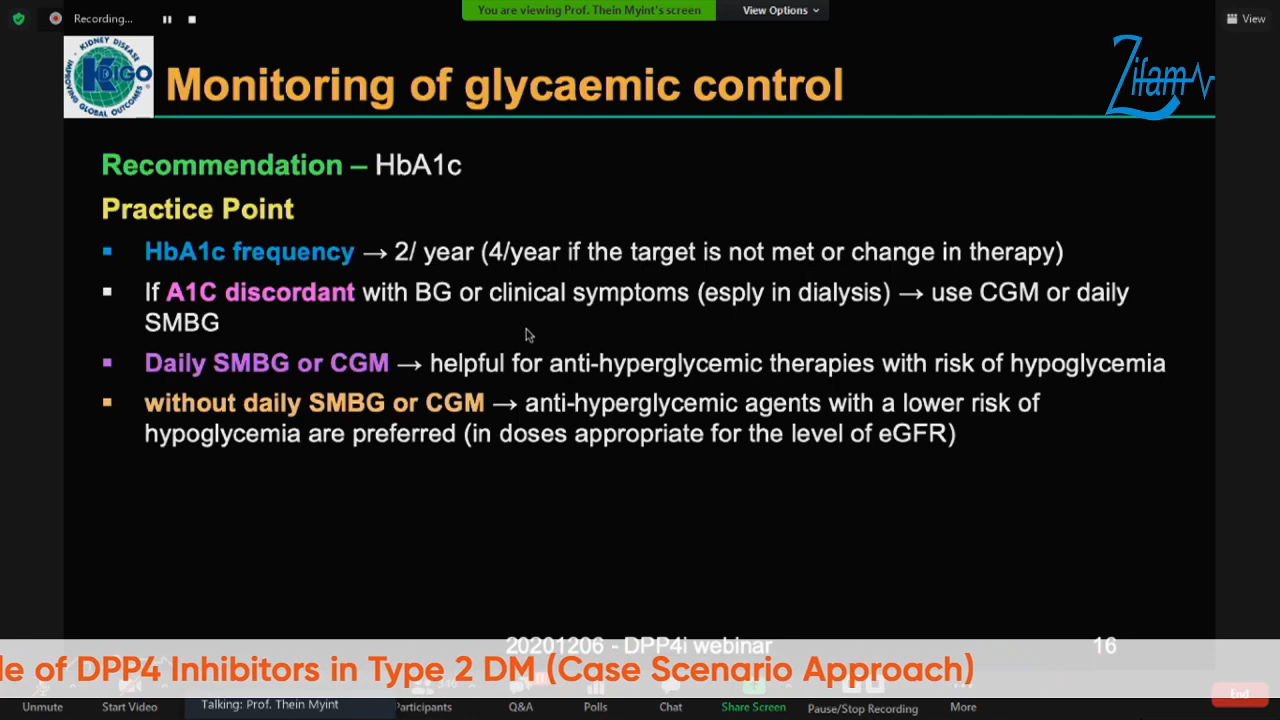 Recording...
You are viewing Prof. Thein Myint's screen
View Options
View
KIDNEY DISEASE
KDIGO
IMPROVING GLOBAL OUTCOMES
Monitoring of glycaemic control
Zifam
Recommendation – HbA1c
Practice Point
▪ HbA1c frequency → 2/ year (4/year if the target is not met or change in therapy)
▪ If A1C discordant with BG or clinical symptoms (esply in dialysis) → use CGM or daily
SMBG
▪ Daily SMBG or CGM → helpful for anti-hyperglycemic therapies with risk of hypoglycemia
▪ without daily SMBG or CGM → anti-hyperglycemic agents with a lower risk of
hypoglycemia are preferred (in doses appropriate for the level of eGFR)
20201206 - DPP4i webinar
16
le of DPP4 Inhibitors in Type 2 DM (Case Scenario Approach)
Unmute
Start Video
Talking: Prof. Thein Myint
Participants
Q&A
Polls
Chat
Share Screen
Pause/Stop Recording
More
End